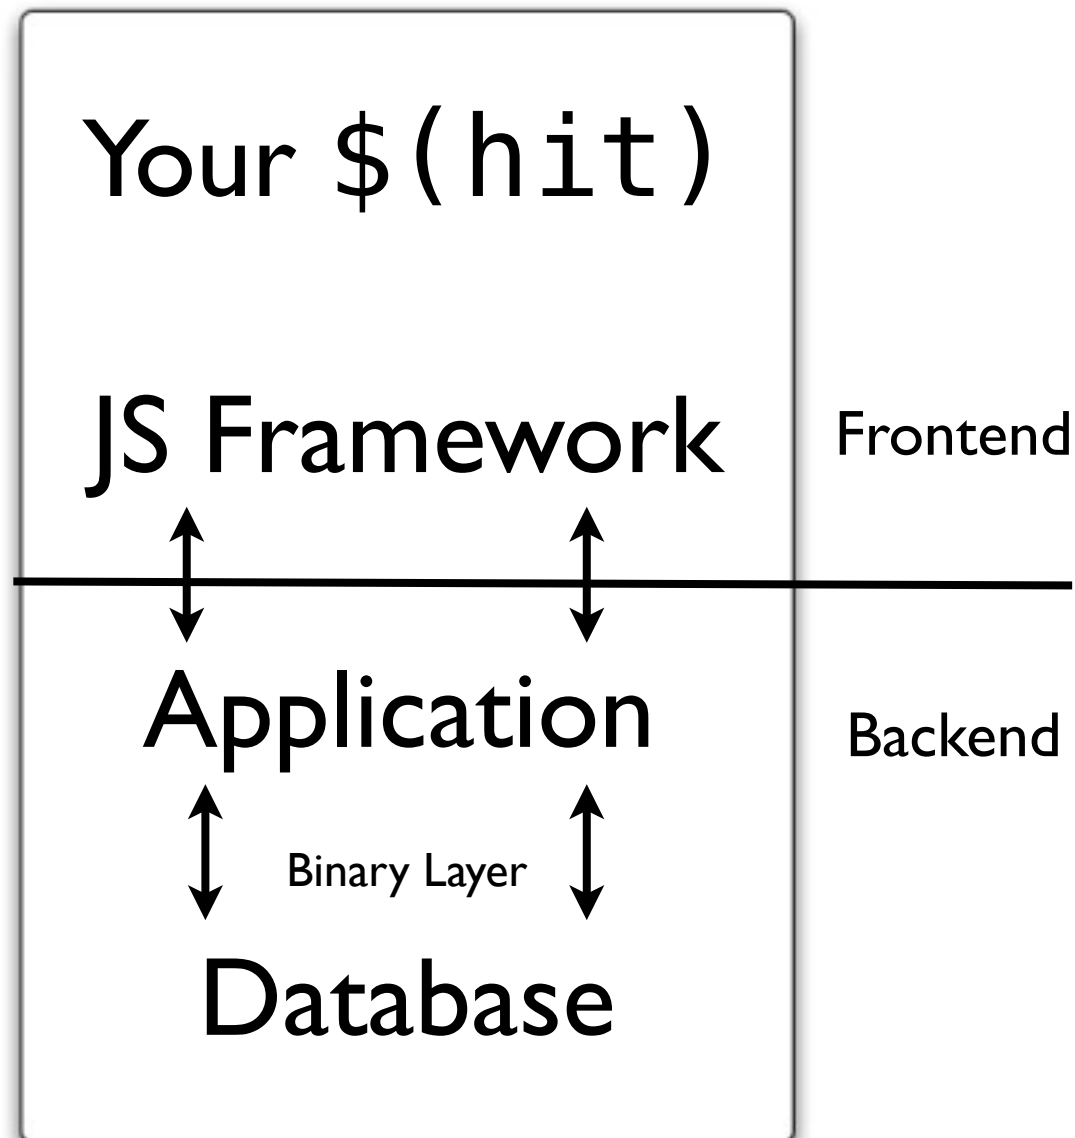 Your $(hit)
JS Framework
Frontend
Application
Backend
Binary Layer
Database